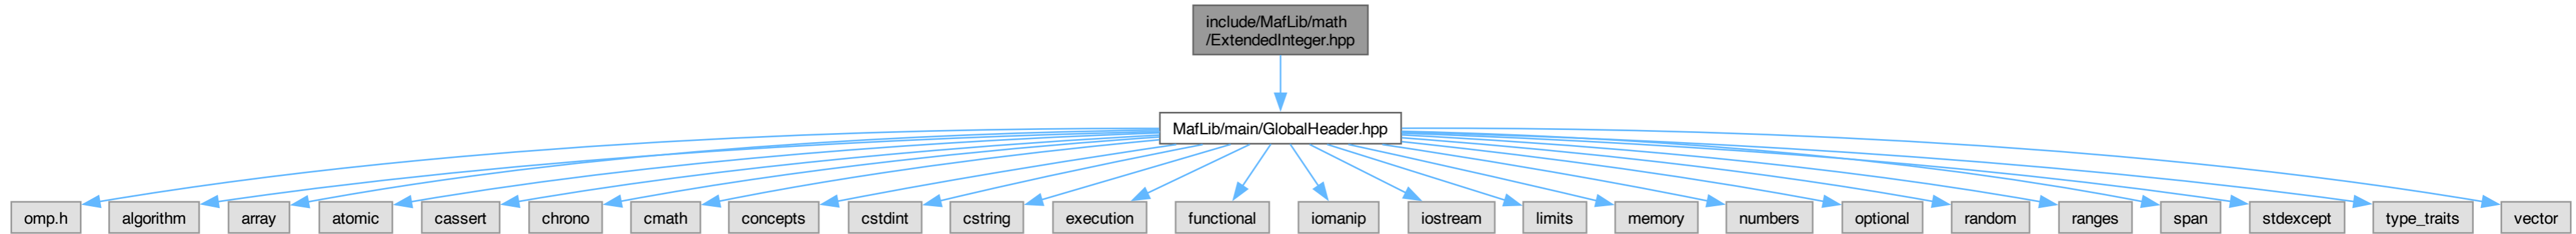 include/MafLib/math
/ExtendedInteger.hpp
MafLib/main/GlobalHeader.hpp
omp.h
algorithm
array
atomic
cassert
chrono
cmath
concepts
cstdint
cstring
execution
functional
iomanip
iostream
limits
memory
numbers
optional
random
ranges
span
stdexcept
type_traits
vector